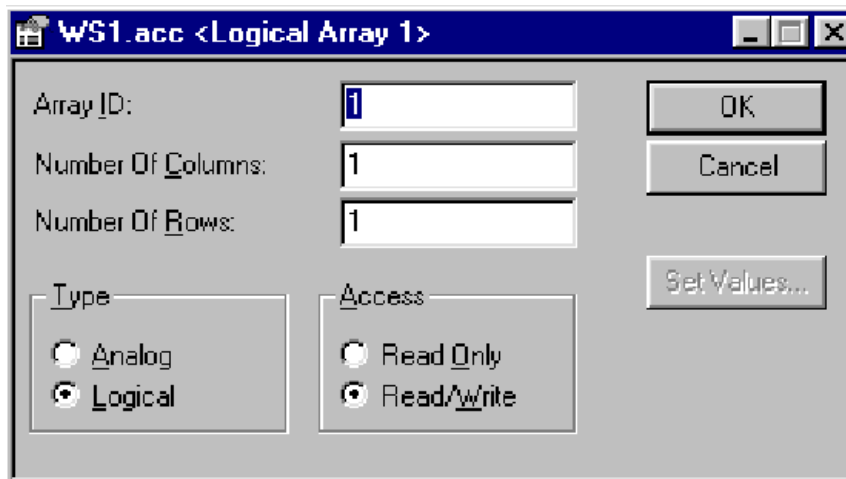 WS1.acc <Logical Array 1>
Array ID: 1 OK
Number Of Columns: 1 Cancel
Number Of Rows: 1
Set Values...
Type Access
Analog Read Only
Logical Read/Write